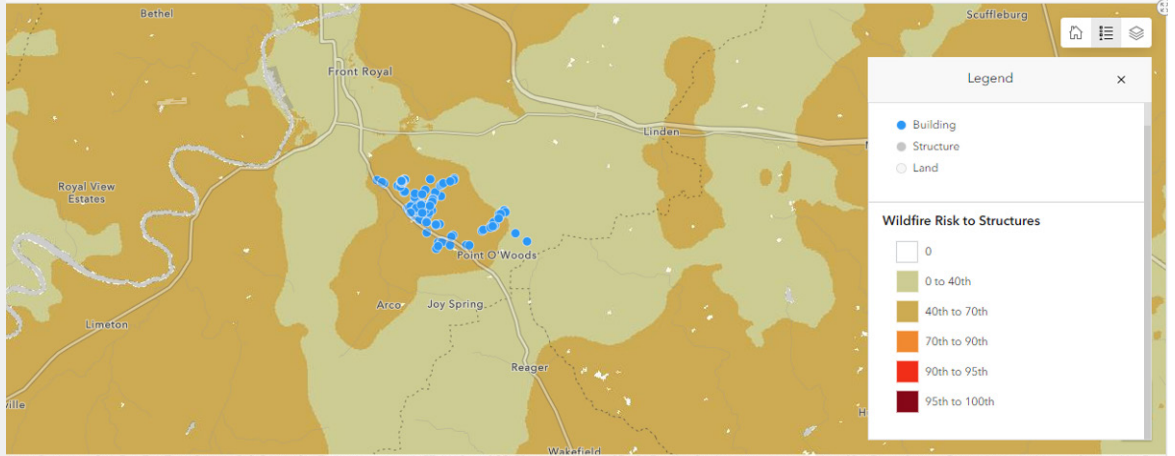 Bethel
Scuffleburg
Front Royal
Linden
Royal View
Estates
Point O'Woods
Arco
Joy Spring
Limeton
Reager
ville
Wakefield
Legend
Building
Structure
Land
Wildfire Risk to Structures
0
0 to 40th
40th to 70th
70th to 90th
90th to 95th
95th to 100th